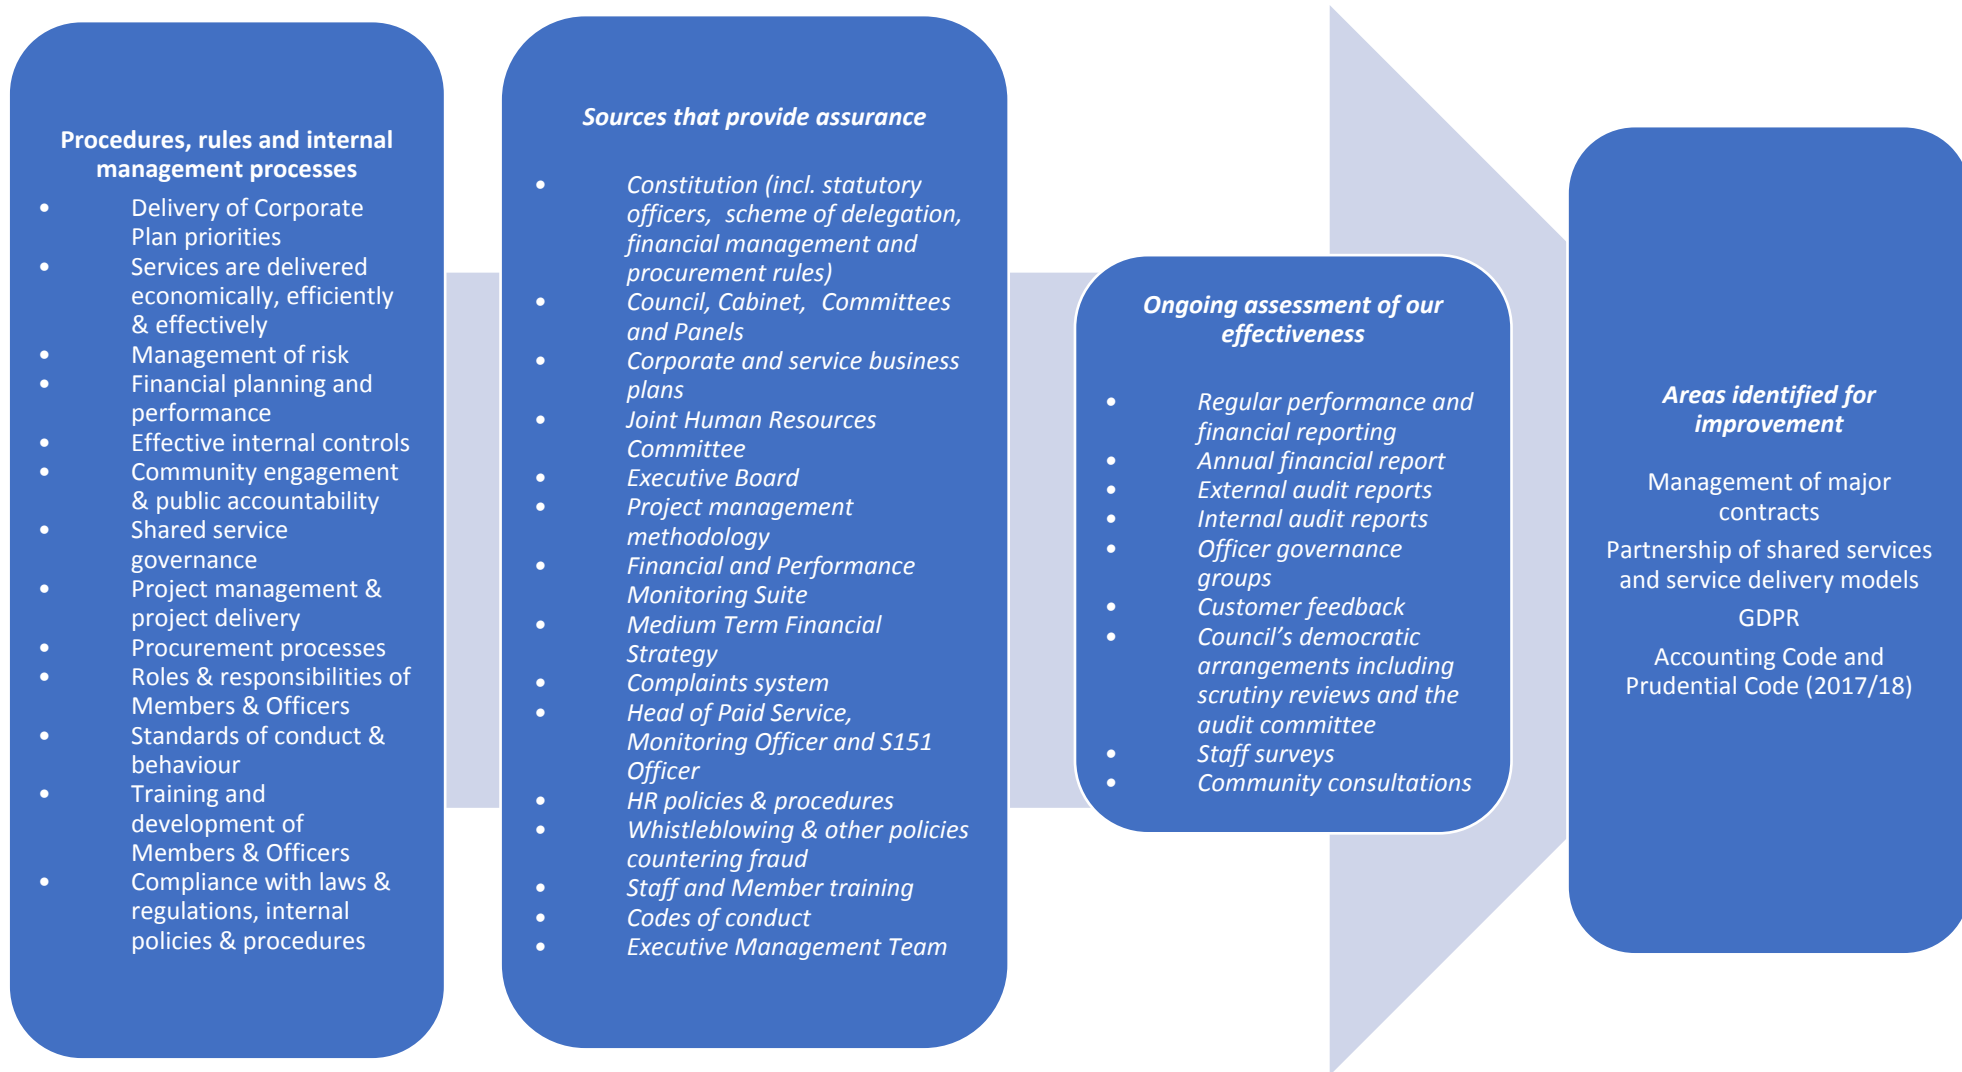 Procedures, rules and internal
management processes
• Delivery of Corporate
Plan priorities
• Services are delivered
economically, efficiently
& effectively
• Management of risk
• Financial planning and
performance
• Effective internal controls
• Community engagement
& public accountability
• Shared service
governance
• Project management &
project delivery
• Procurement processes
• Roles & responsibilities of
Members & Officers
• Standards of conduct &
behaviour
• Training and
development of
Members & Officers
• Compliance with laws &
regulations, internal
policies & procedures
Sources that provide assurance
• Constitution (incl. statutory
officers, scheme of delegation,
financial management and
procurement rules)
• Council, Cabinet, Committees
and Panels
• Corporate and service business
plans
• Joint Human Resources
Committee
• Executive Board
• Project management
methodology
• Financial and Performance
Monitoring Suite
• Medium Term Financial
Strategy
• Complaints system
• Head of Paid Service,
Monitoring Officer and S151
Officer
• HR policies & procedures
• Whistleblowing & other policies
countering fraud
• Staff and Member training
• Codes of conduct
• Executive Management Team
Ongoing assessment of our
effectiveness
• Regular performance and
financial reporting
• Annual financial report
• External audit reports
• Internal audit reports
• Officer governance
groups
• Customer feedback
• Council’s democratic
arrangements including
scrutiny reviews and the
audit committee
• Staff surveys
• Community consultations
Areas identified for
improvement
Management of major
contracts
Partnership of shared services
and service delivery models
GDPR
Accounting Code and
Prudential Code (2017/18)